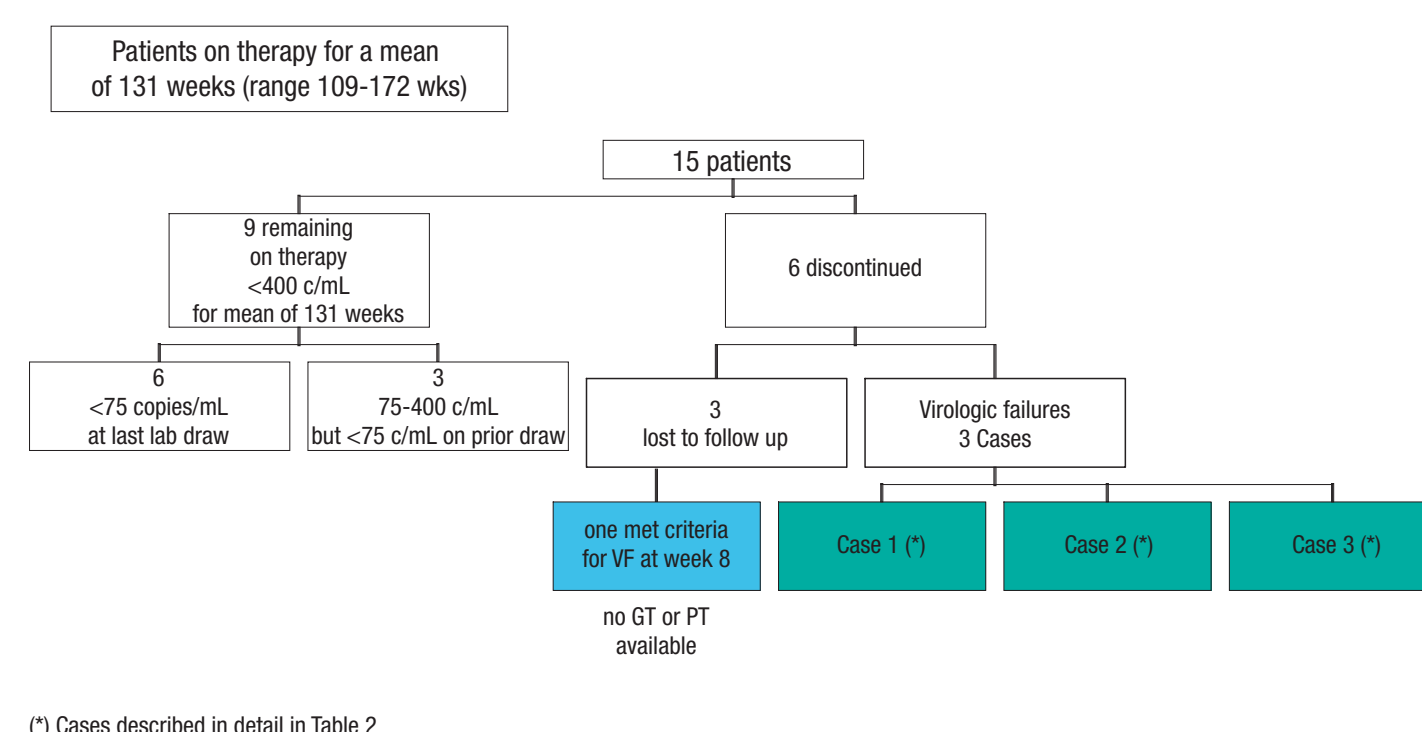 Patients on therapy for a mean
of 131 weeks (range 109-172 wks)
15 patients
9 remaining
on therapy
<400 c/mL
for mean of 131 weeks
6 discontinued
6
<75 copies/mL
at last lab draw
3
75-400 c/mL
but <75 c/mL on prior draw
3
lost to follow up
Virologic failures
3 Cases
one met criteria
for VF at week 8
Case 1 (*)
Case 2 (*)
Case 3 (*)
no GT or PT
available
(*) Cases described in detail in Table 2